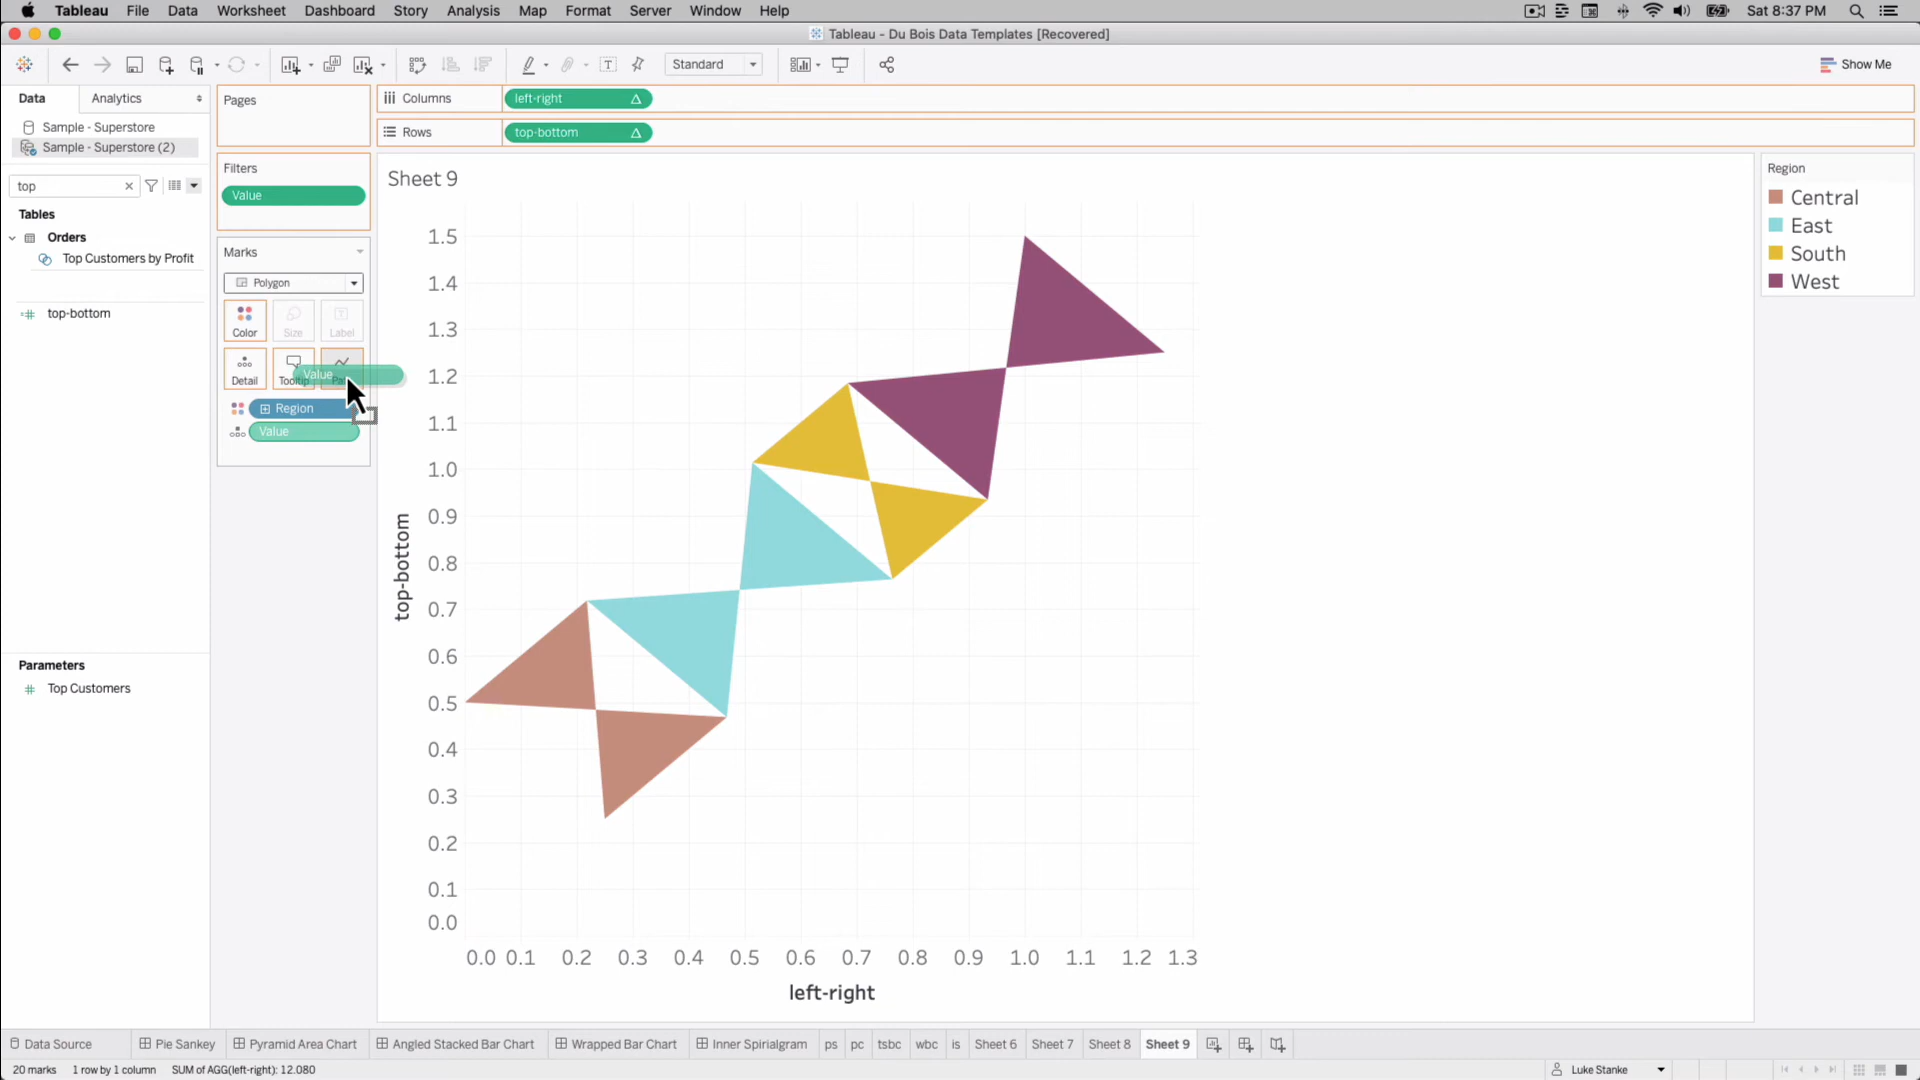 Tableau File Data Worksheet Dashboard Story Analysis Map Format Server Window Help Sat 8:37 PM
Tableau - Du Bois Data Templates [Recovered]
Standard Show Me
Data Analytics
Sample - Superstore
Sample - Superstore (2)
top
Tables
Orders
Top Customers by Profit
top-bottom
Parameters
Top Customers
Pages
Filters
Value
Marks
Polygon
Color Size Label
Detail
Value
Region
Value
Columns left-right
Rows top-bottom
Sheet 9
1.5
1.4
1.3
1.2
1.1
1.0
0.9
0.8
0.7
0.6
0.5
0.4
0.3
0.2
0.1
0.0
top-bottom
0.0 0.1 0.2 0.3 0.4 0.5 0.6 0.7 0.8 0.9 1.0 1.1 1.2 1.3
left-right
Region
Central
East
South
West
Data Source Pie Sankey Pyramid Area Chart Angled Stacked Bar Chart Wrapped Bar Chart Inner Spirialgram ps pc tsbc wbc is Sheet 6 Sheet 7 Sheet 8 Sheet 9
20 marks 1 row by 1 column SUM of AGG(left-right): 12.080 Luke Stanke